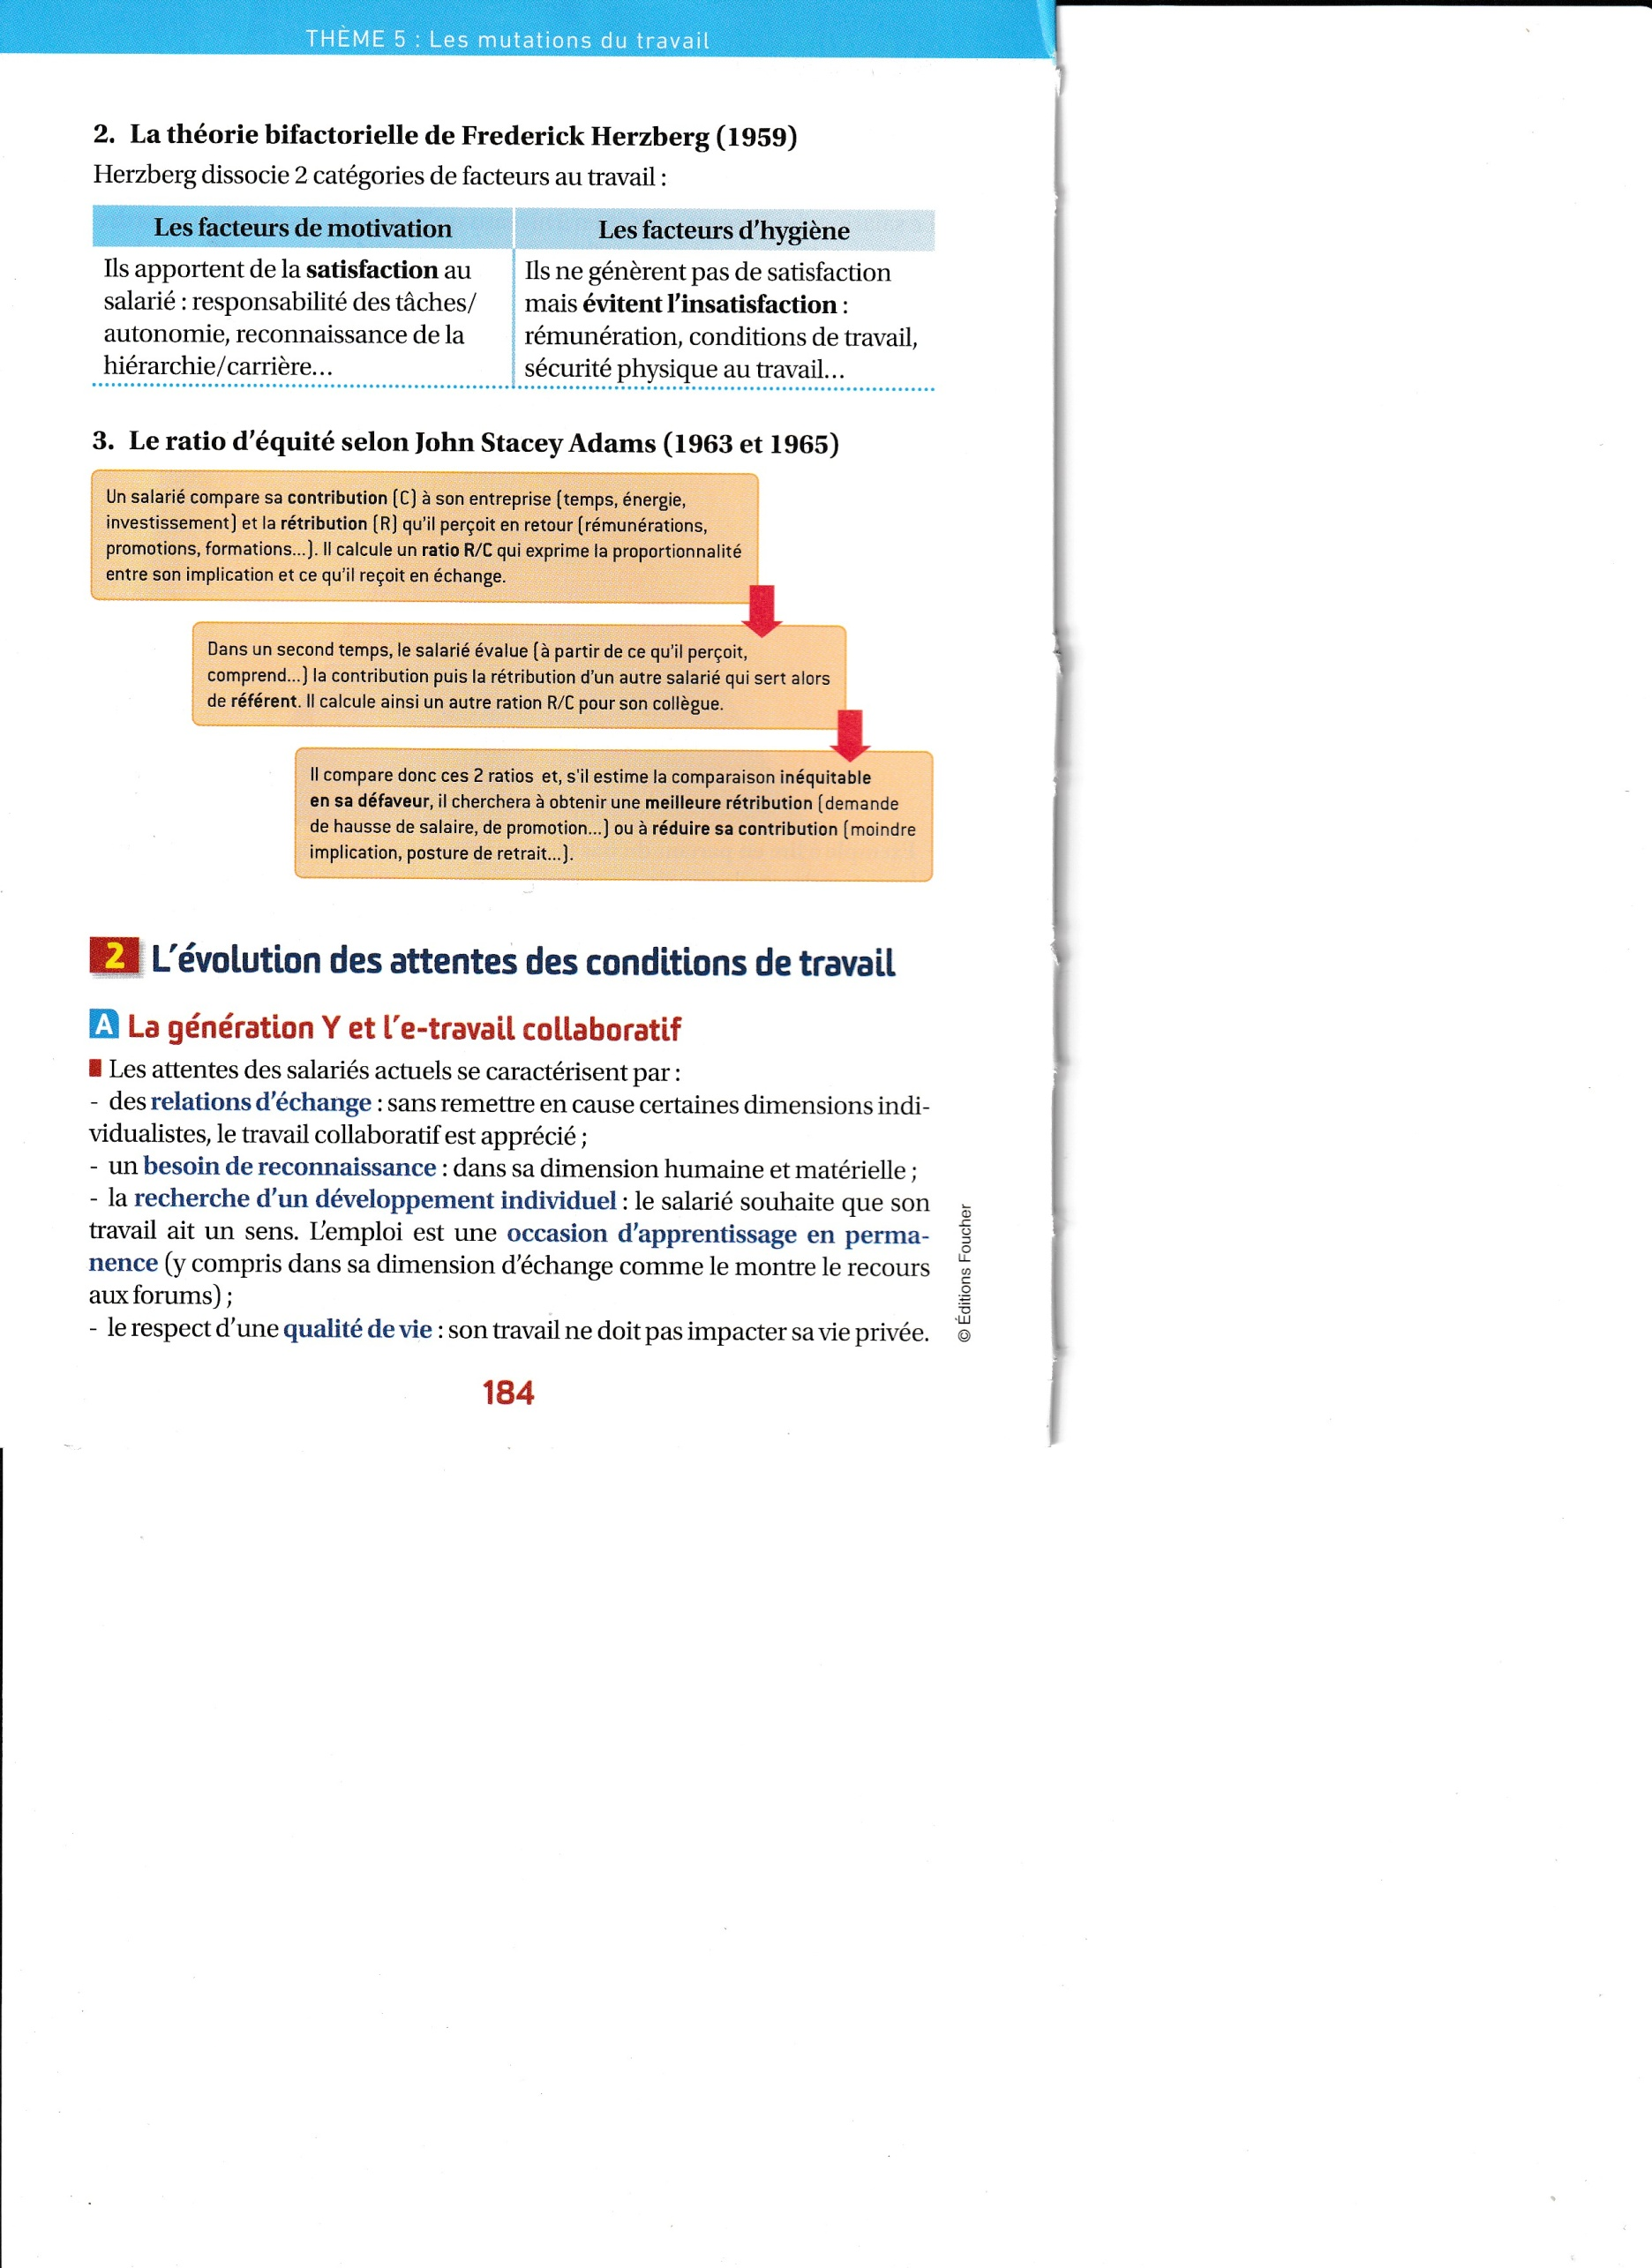 THÈME 5 : Les mutations du travail
2. La théorie bifactorielle de Frederick Herzberg (1959)
Herzberg dissocie 2 catégories de facteurs au travail :
Les facteurs de motivation
Ils apportent de la satisfaction au
salarié : responsabilité des tâches/
autonomie, reconnaissance de la
hiérarchie/carrière...
Les facteurs d'hygiène
Ils ne génèrent pas de satisfaction
mais évitent l'insatisfaction :
rémunération, conditions de travail,
sécurité physique au travail...
3. Le ratio d'équité selon John Stacey Adams (1963 et 1965)
Un salarié compare sa contribution (C) à son entreprise (temps, énergie,
investissement) et la rétribution (R) qu'il perçoit en retour (rémunérations,
promotions, formations...). Il calcule un ratio R/C qui exprime la proportionnalité
entre son implication et ce qu'il reçoit en échange.
Dans un second temps, le salarié évalue (à partir de ce qu'il perçoit,
comprend...) la contribution puis la rétribution d'un autre salarié qui sert alors
de référent. Il calcule ainsi un autre ration R/C pour son collègue.
Il compare donc ces 2 ratios et, s'il estime la comparaison inéquitable
en sa défaveur, il cherchera à obtenir une meilleure rétribution (demande
de hausse de salaire, de promotion...) ou à réduire sa contribution (moindre
implication, posture de retrait...).
2 L'évolution des attentes des conditions de travail
A La génération Y et l'e-travail collaboratif
Les attentes des salariés actuels se caractérisent par :
- des relations d'échange : sans remettre en cause certaines dimensions indi-
vidualistes, le travail collaboratif est apprécié ;
- un besoin de reconnaissance : dans sa dimension humaine et matérielle ;
- la recherche d'un développement individuel : le salarié souhaite que son
travail ait un sens. L'emploi est une occasion d'apprentissage en perma-
nence (y compris dans sa dimension d'échange comme le montre le recours
aux forums) ;
- le respect d'une qualité de vie : son travail ne doit pas impacter sa vie privée.
© Éditions Foucher
184